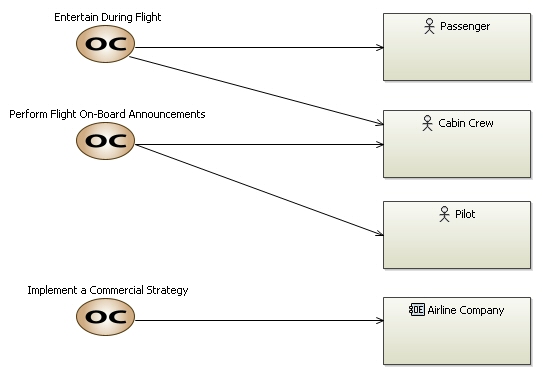 Entertain During Flight
OC
Passenger
Perform Flight On-Board Announcements
OC
Cabin Crew
Pilot
Implement a Commercial Strategy
OC
OE Airline Company